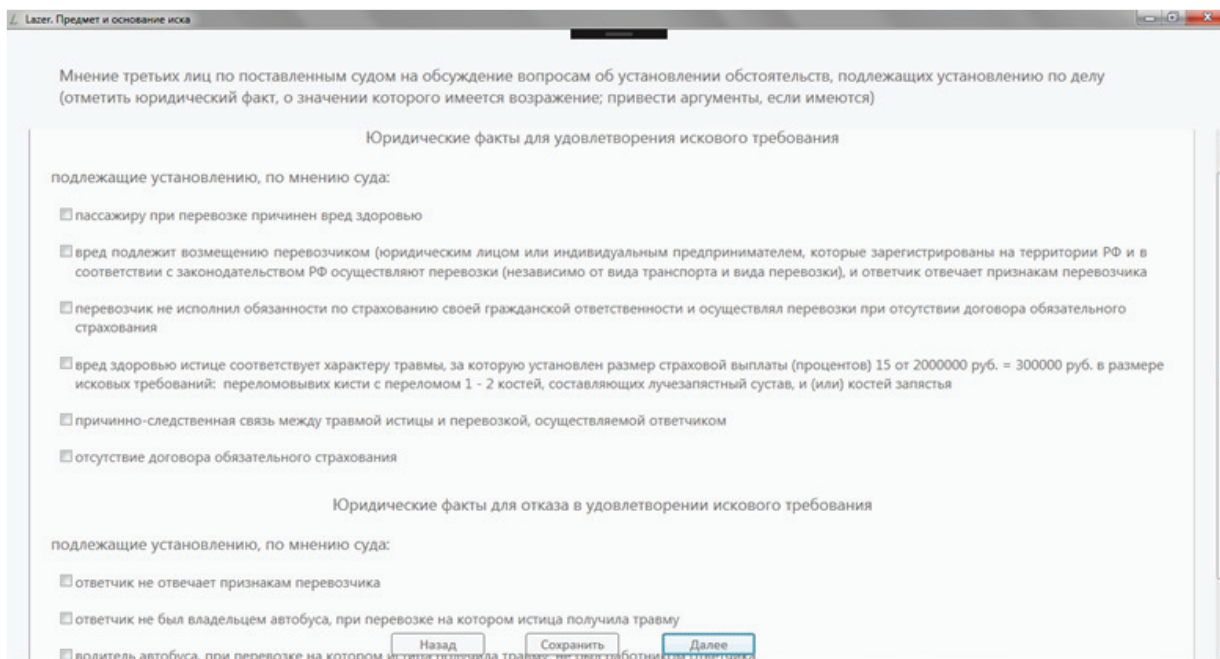 Lazer. Предмет и основание иска
Мнение третьих лиц по поставленным судом на обсуждение вопросам об установлении обстоятельств, подлежащих установлению по делу
(отметить юридический факт, о значении которого имеется возражение; привести аргументы, если имеются)
Юридические факты для удовлетворения искового требования
подлежащие установлению, по мнению суда:
пассажиру при перевозке причинен вред здоровью
вред подлежит возмещению перевозчиком (юридическим лицом или индивидуальным предпринимателем, которые зарегистрированы на территории РФ и в
соответствии с законодательством РФ осуществляют перевозки (независимо от вида транспорта и вида перевозки), и ответчик отвечает признакам перевозчика
перевозчик не исполнил обязанности по страхованию своей гражданской ответственности и осуществлял перевозки при отсутствии договора обязательного
страхования
вред здоровью истице соответствует характеру травмы, за которую установлен размер страховой выплаты (процентов) 15 от 2000000 руб. = 300000 руб. в размере
исковых требований: переломовывих кисти с переломом 1 - 2 костей, составляющих лучезапястный сустав, и (или) костей запястья
причинно-следственная связь между травмой истицы и перевозкой, осуществляемой ответчиком
отсутствие договора обязательного страхования
Юридические факты для отказа в удовлетворении искового требования
подлежащие установлению, по мнению суда:
ответчик не отвечает признакам перевозчика
ответчик не был владельцем автобуса, при перевозке на котором истица получила травму
Назад Сохранить Далее
водитель автобуса, при перевозке на котором истица получила травму, не был работником ответчика